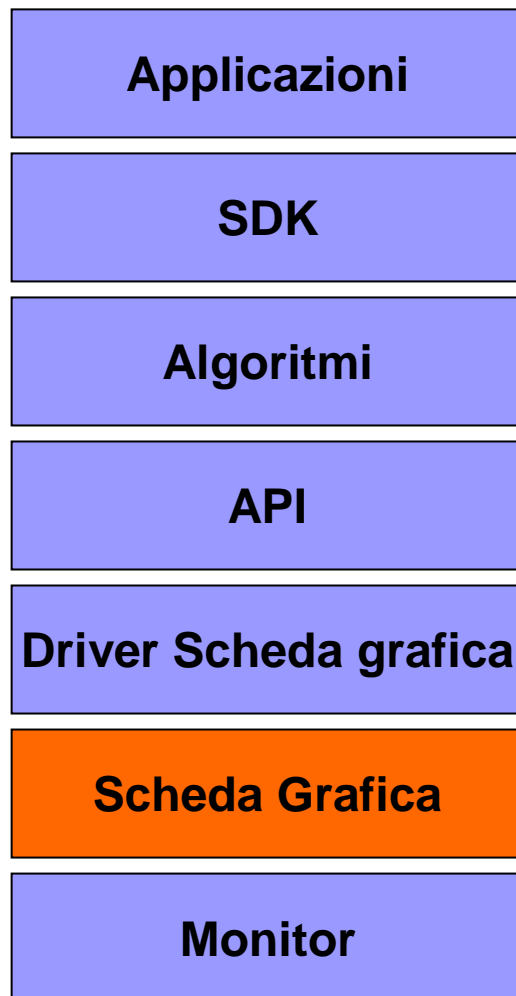 Applicazioni
SDK
Algoritmi
API
Driver Scheda grafica
Scheda Grafica
Monitor